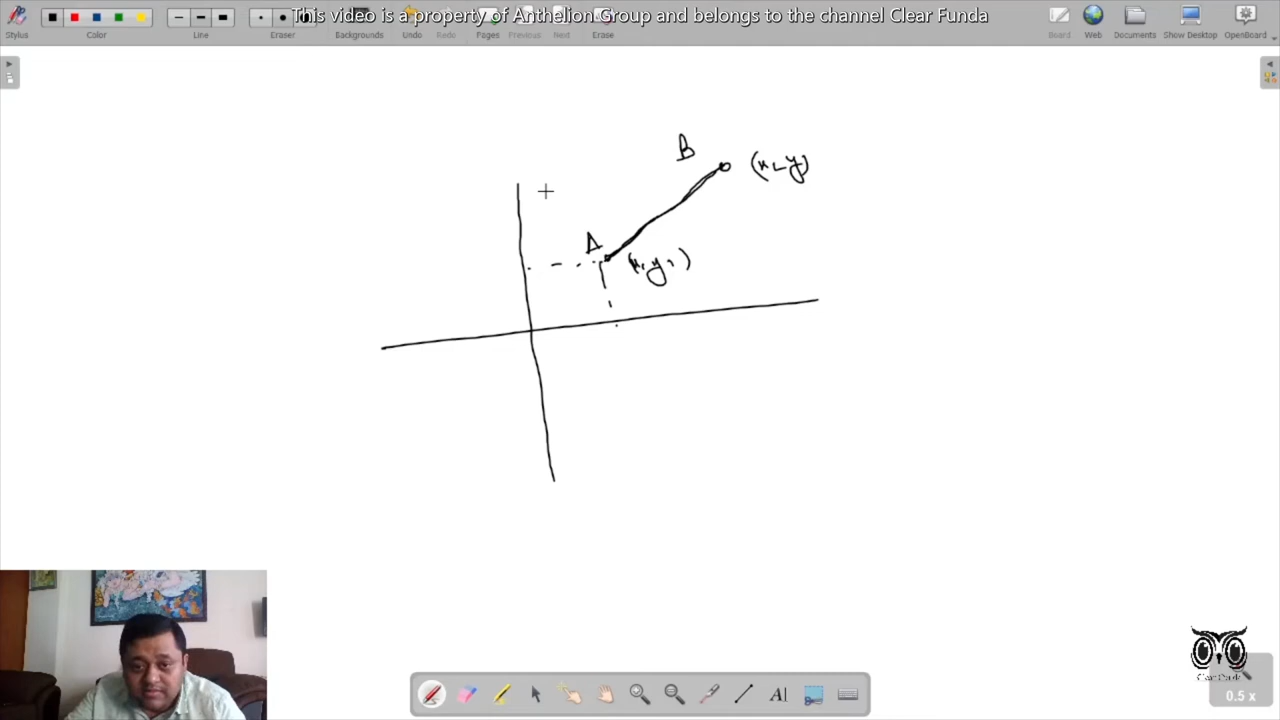 This video is a property of Anthelion Group and belongs to the channel Clear Funda
Stylus Color Line Eraser Backgrounds Undo Redo Pages Previous Next Erase Board Web Documents Show Desktop OpenBoard
B
(x2 y)
A
(x1 y1)
AI
0.5 x